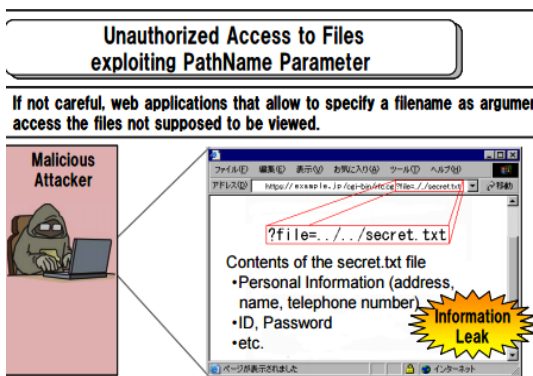 Unauthorized Access to Files
exploiting PathName Parameter
If not careful, web applications that allow to specify a filename as argumen
access the files not supposed to be viewed.
Malicious
Attacker
ファイル(F) 編集(E) 表示(V) お気に入り(A) ツール(T) ヘルプ(H)
アドレス(D) https://example.jp/cgi-bin/rfc.cgi?file=../../secret.txt 移動
?file=../../secret.txt
Contents of the secret.txt file
•Personal Information (address,
name, telephone number)
•ID, Password
•etc.
Information
Leak
ページが表示されました インターネット